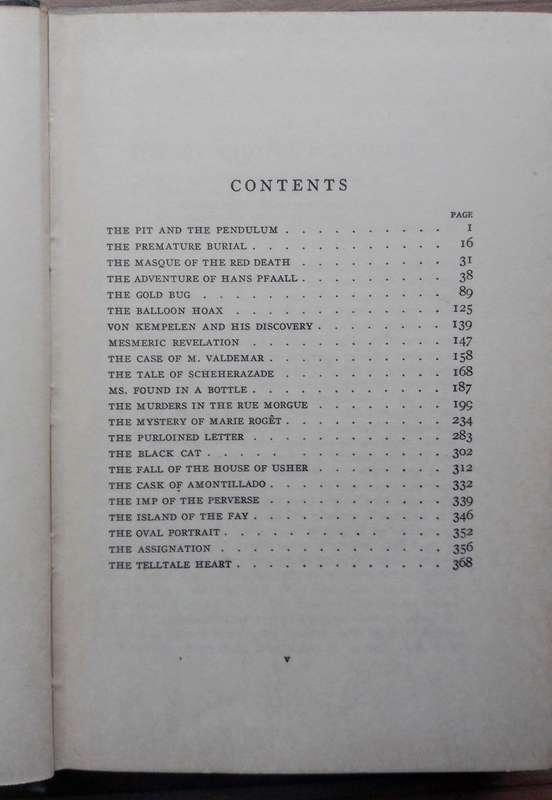 CONTENTS
PAGE
THE PIT AND THE PENDULUM . . . . . . . . . 1
THE PREMATURE BURIAL . . . . . . . . . . . 16
THE MASQUE OF THE RED DEATH . . . . . . . . 31
THE ADVENTURE OF HANS PFAALL . . . . . . . . 38
THE GOLD BUG . . . . . . . . . . . . . 89
THE BALLOON HOAX . . . . . . . . . . . 125
VON KEMPELEN AND HIS DISCOVERY . . . . . . . 139
MESMERIC REVELATION . . . . . . . . . . 147
THE CASE OF M. VALDEMAR . . . . . . . . . . 158
THE TALE OF SCHEHERAZADE . . . . . . . . . 168
MS. FOUND IN A BOTTLE . . . . . . . . . . . 187
THE MURDERS IN THE RUE MORGUE . . . . . . . 199
THE MYSTERY OF MARIE ROGÊT . . . . . . . . . 234
THE PURLOINED LETTER . . . . . . . . . . . 283
THE BLACK CAT . . . . . . . . . . . . . 302
THE FALL OF THE HOUSE OF USHER . . . . . . . 312
THE CASK OF AMONTILLADO . . . . . . . . . . 332
THE IMP OF THE PERVERSE . . . . . . . . . . 339
THE ISLAND OF THE FAY . . . . . . . . . . . 346
THE OVAL PORTRAIT . . . . . . . . . . . . 352
THE ASSIGNATION . . . . . . . . . . . . 356
THE TELLTALE HEART . . . . . . . . . . . . 368
v